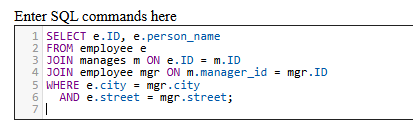 Enter SQL commands here
1 SELECT e.ID, e.person_name
2 FROM employee e
3 JOIN manages m ON e.ID = m.ID
4 JOIN employee mgr ON m.manager_id = mgr.ID
5 WHERE e.city = mgr.city
6   AND e.street = mgr.street;
7